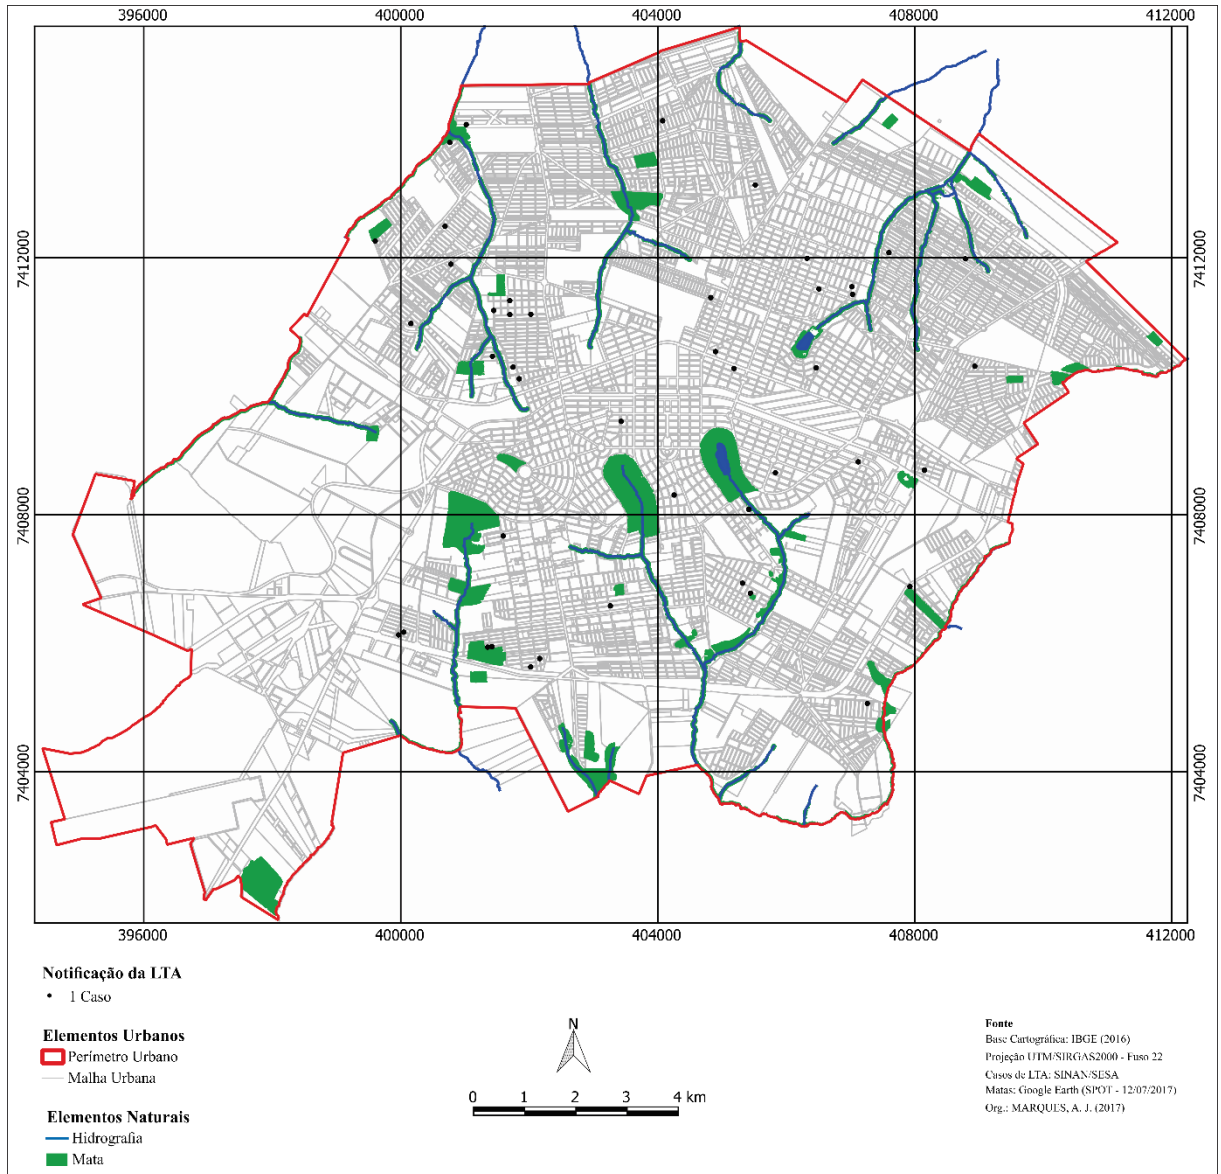 396000 400000 404000 408000 412000
7412000 7412000
7408000 7408000
7404000 7404000
396000 400000 404000 408000 412000
Notificação da LTA
1 Caso
Elementos Urbanos
Perímetro Urbano
Malha Urbana
Elementos Naturais
Hidrografia
Mata
N
0 1 2 3 4 km
Fonte
Base Cartográfica: IBGE (2016)
Projeção UTM/SIRGAS2000 - Fuso 22
Casos de LTA: SINAN/SESA
Matas: Google Earth (SPOT - 12/07/2017)
Org.: MARQUES, A. J. (2017)